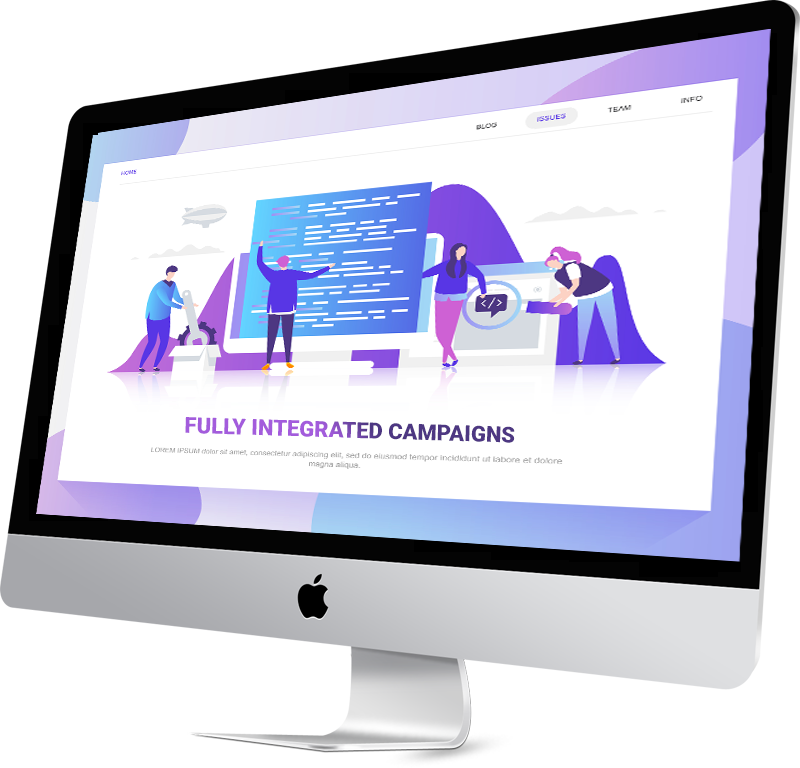 HOME
BLOG
ISSUES
TEAM
INFO
</>
FULLY INTEGRATED CAMPAIGNS
LOREM IPSUM dolor sit amet, consectetur adipiscing elit, sed do eiusmod tempor incididunt ut labore et dolore
magna aliqua.